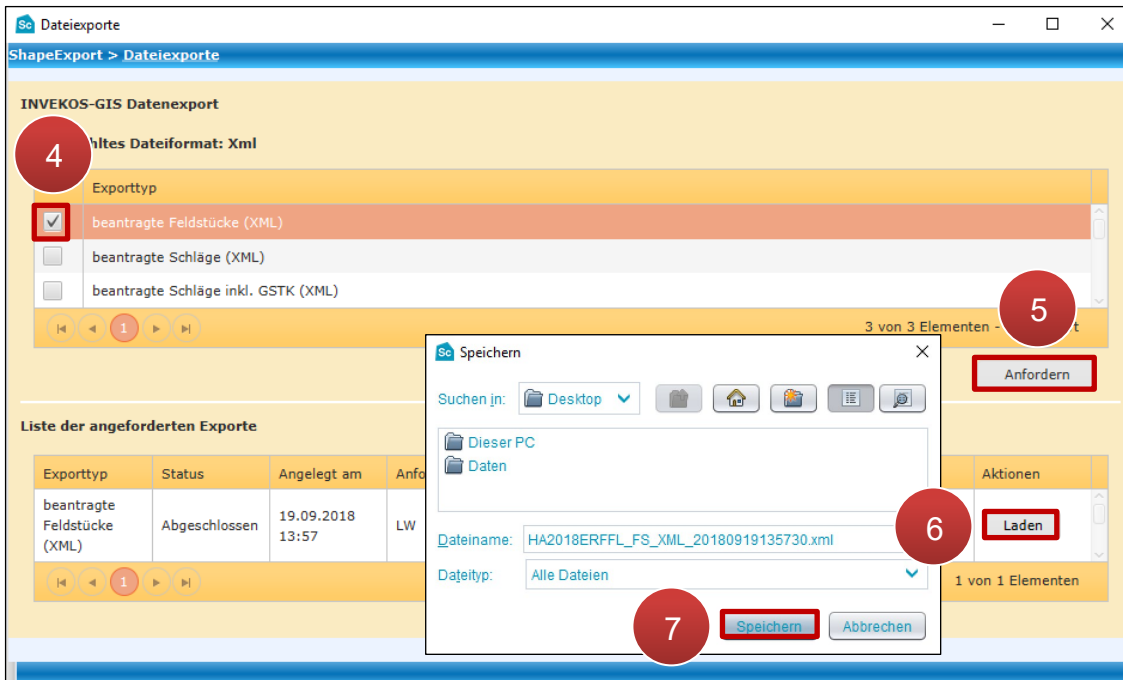 Sc Dateiexporte
ShapeExport > Dateiexporte
INVEKOS-GIS Datenexport
4
hltes Dateiformat: Xml
Exporttyp
beantragte Feldstücke (XML)
beantragte Schläge (XML)
beantragte Schläge inkl. GSTK (XML)
1
3 von 3 Elementen -
5
Anfordern
Sc Speichern
Suchen in: Desktop
Dieser PC
Daten
Dateiname: HA2018ERFFL_FS_XML_20180919135730.xml
Dateityp: Alle Dateien
7
Speichern Abbrechen
Liste der angeforderten Exporte
Exporttyp Status Angelegt am Anfo Aktionen
beantragte Feldstücke (XML) Abgeschlossen 19.09.2018 13:57 LW
6
Laden
1
1 von 1 Elementen